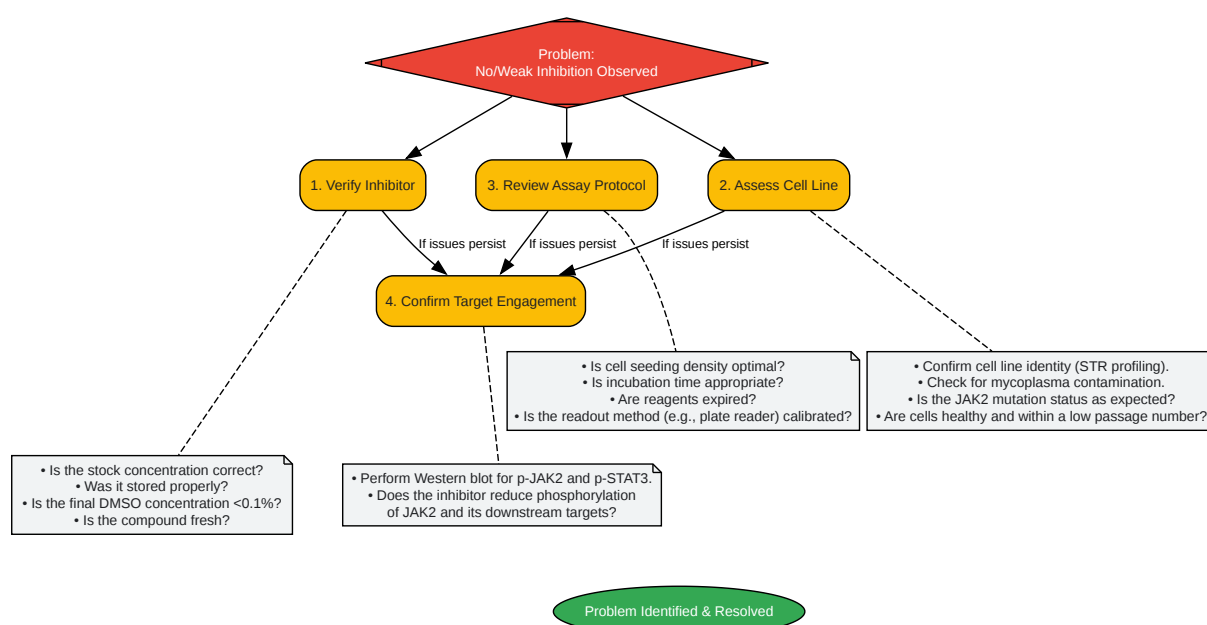 Problem:
No/Weak Inhibition Observed
1. Verify Inhibitor
3. Review Assay Protocol
2. Assess Cell Line
If issues persist
If issues persist
If issues persist
4. Confirm Target Engagement
• Is cell seeding density optimal?
• Is incubation time appropriate?
• Are reagents expired?
• Is the readout method (e.g., plate reader) calibrated?
• Confirm cell line identity (STR profiling).
• Check for mycoplasma contamination.
• Is the JAK2 mutation status as expected?
• Are cells healthy and within a low passage number?
• Is the stock concentration correct?
• Was it stored properly?
• Is the final DMSO concentration <0.1%?
• Is the compound fresh?
• Perform Western blot for p-JAK2 and p-STAT3.
• Does the inhibitor reduce phosphorylation
of JAK2 and its downstream targets?
Problem Identified & Resolved